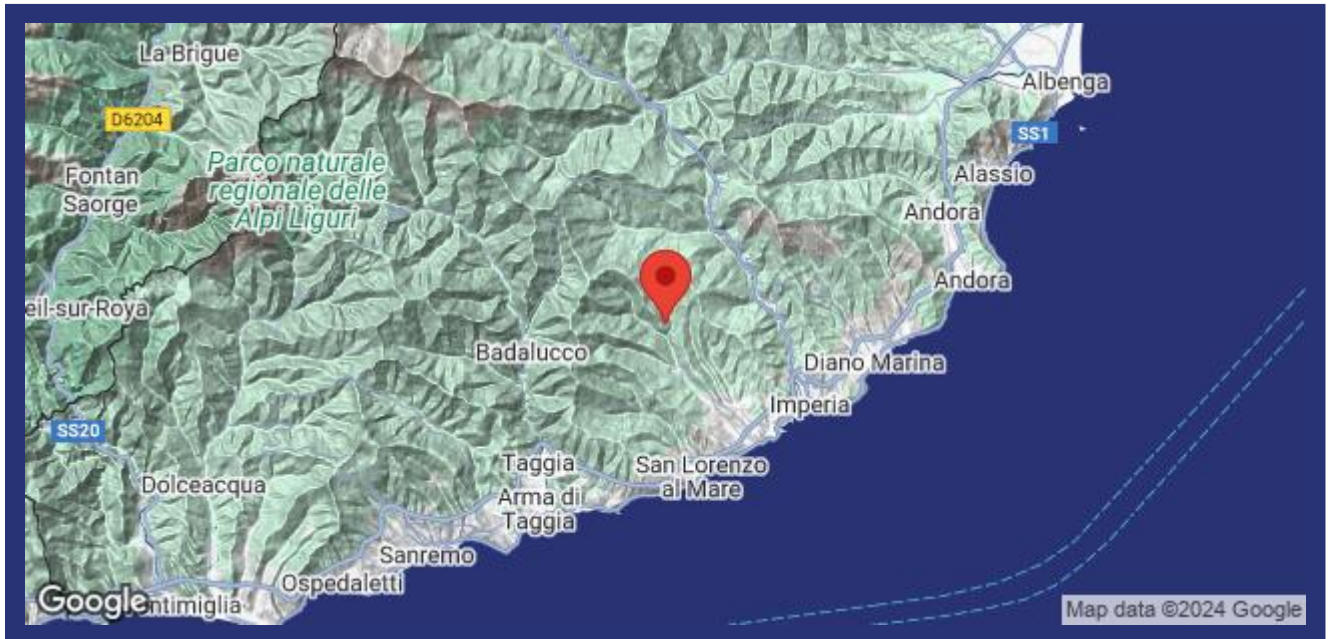 La Brigue
Albenga
D6204
SS1
Parco naturale
regionale delle
Alpi Liguri
Fontan
Saorge
Alassio
Andora
Andora
eil-sur-Roya
Badalucco
Diano Marina
Imperia
SS20
Taggia
San Lorenzo
al Mare
Dolceacqua
Arma di
Taggia
Sanremo
Ospedaletti
Google
entimiglia
Map data ©2024 Google